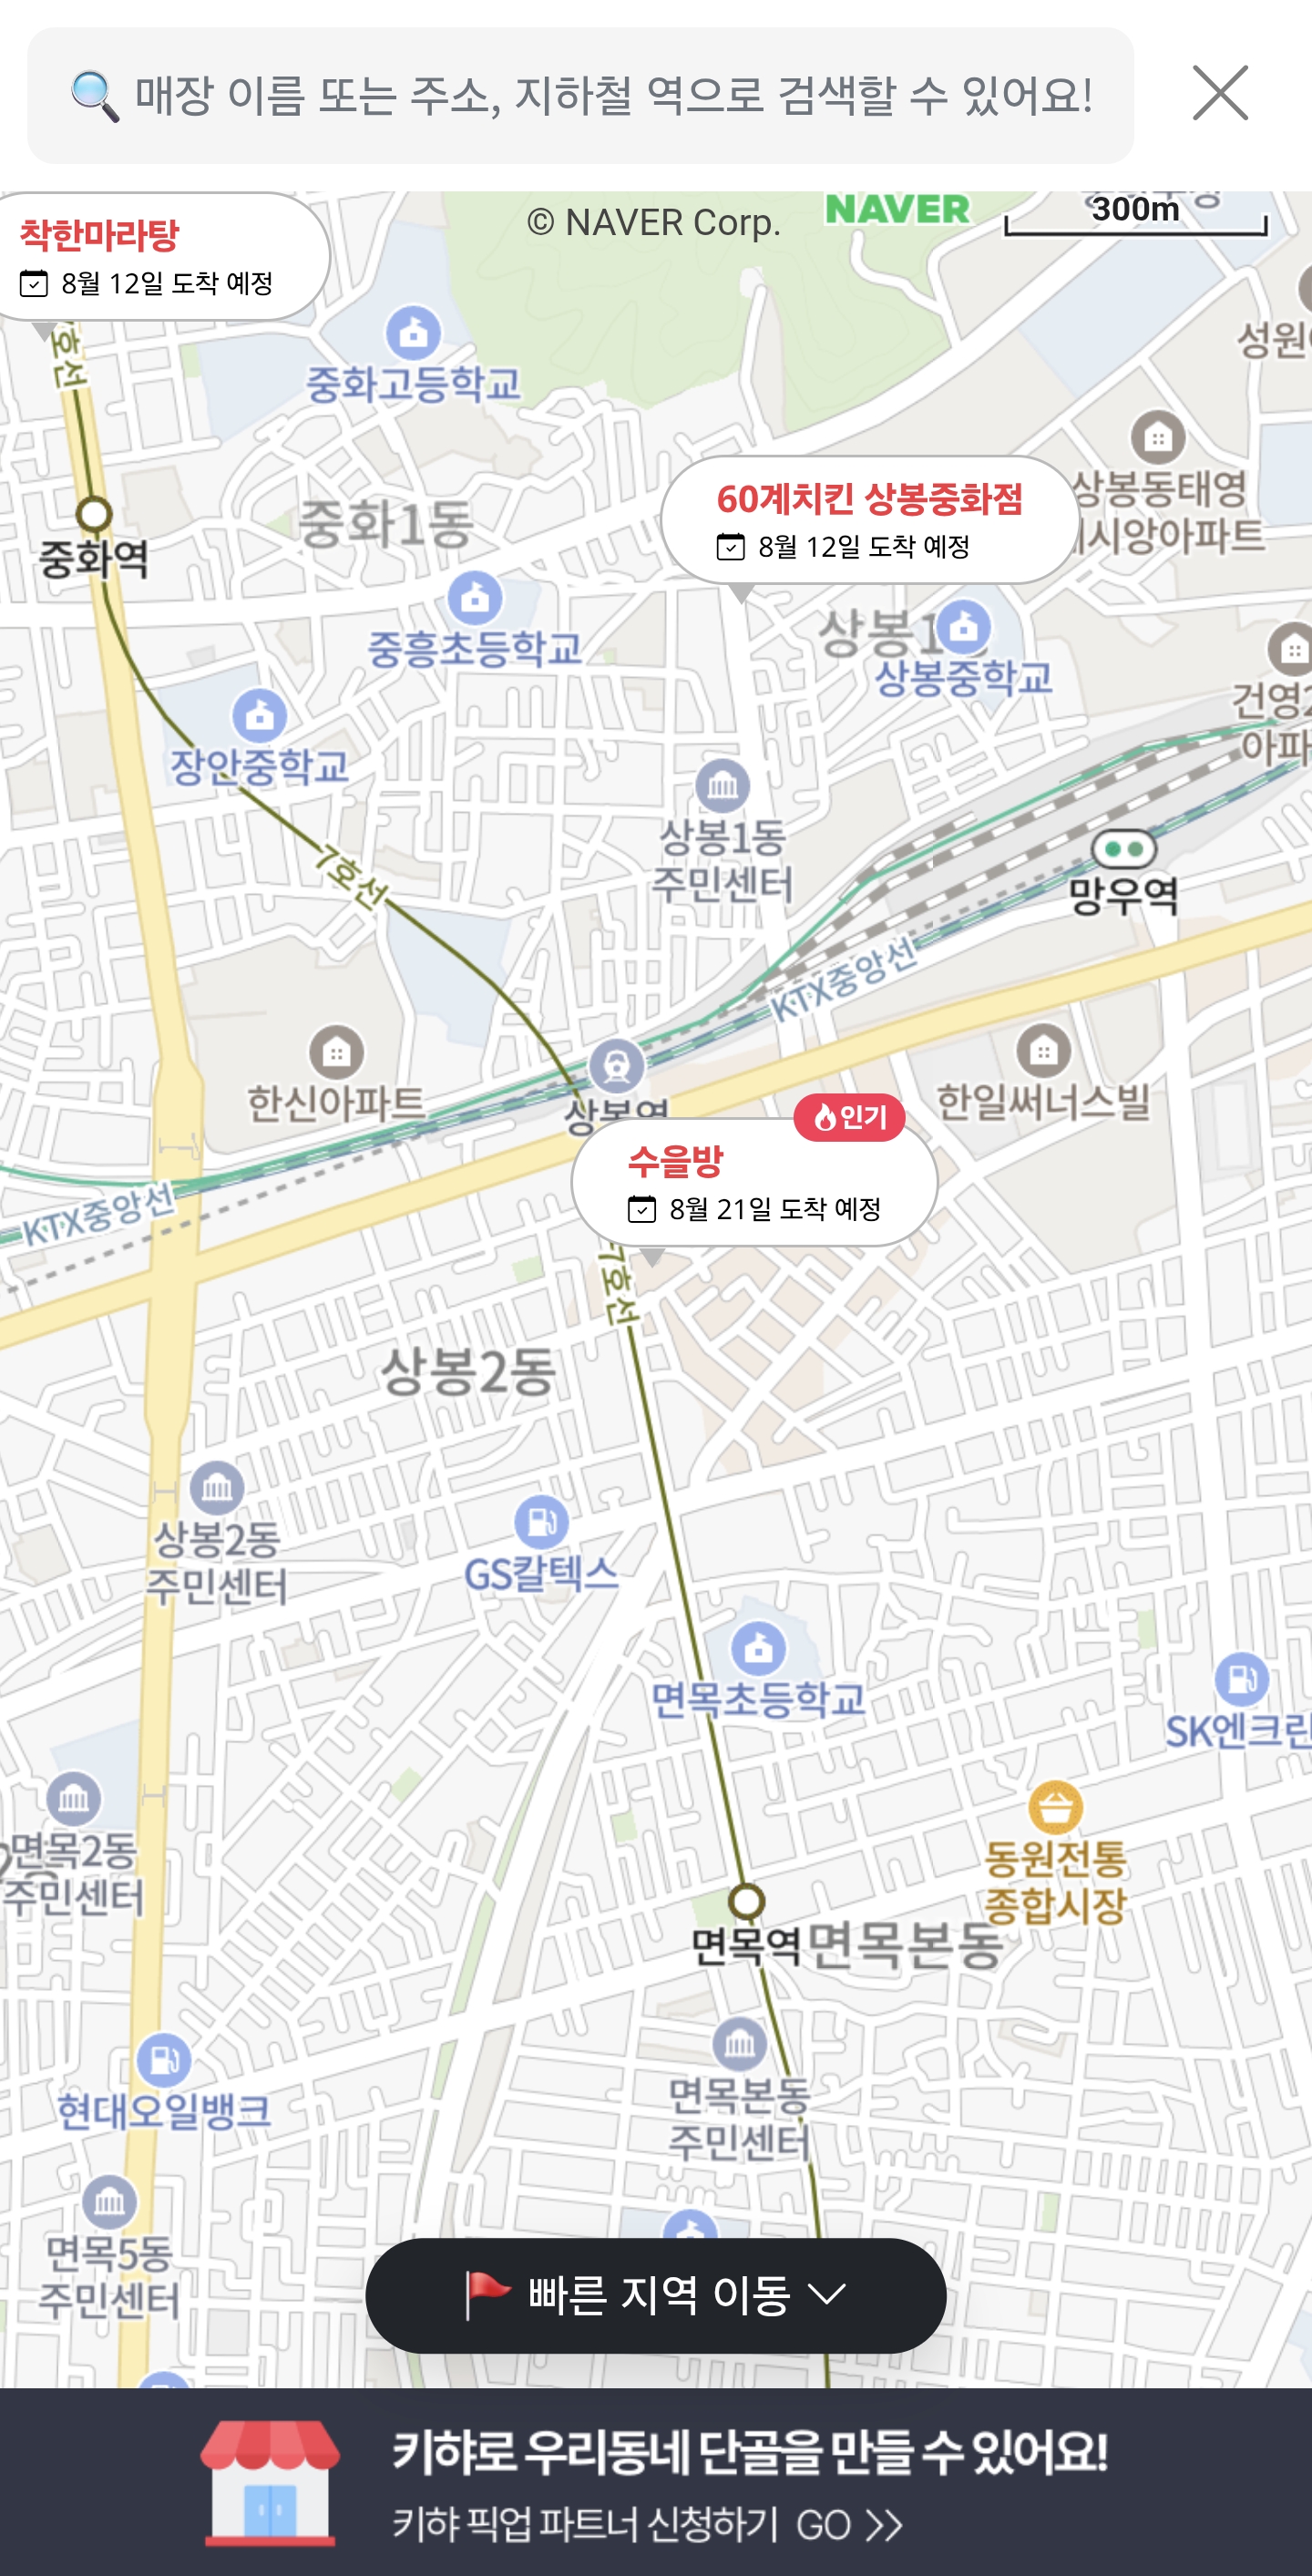 매장 이름 또는 주소, 지하철 역으로 검색할 수 있어요!
착한마라탕
8월 12일 도착 예정
© NAVER Corp.
NAVER
300m
호선
중화고등학교
성원
중화역
중화1동
60계치킨 상봉중화점
8월 12일 도착 예정
상봉동태영
시앙아파트
중흥초등학교
상봉1
상봉중학교
장안중학교
건영2
아파
상봉1동
주민센터
7호선
망우역
KTX중앙선
한신아파트
상봉역
한일써너스빌
인기
수을방
8월 21일 도착 예정
KTX중앙선
7호선
상봉2동
상봉2동
주민센터
GS칼텍스
면목초등학교
SK엔크린
면목2동
주민센터
동원전통
종합시장
면목역
면목본동
현대오일뱅크
면목본동
주민센터
면목5동
주민센터
빠른 지역 이동
키햐로 우리동네 단골을 만들 수 있어요!
키햐 픽업 파트너 신청하기 GO >>